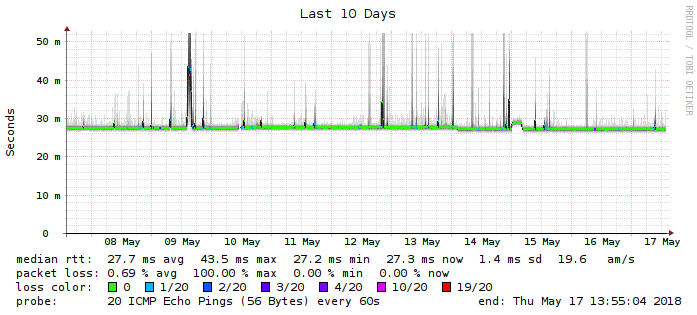 Last 10 Days
RRDTOOL / TOBI OETIKER
Seconds
50 m
40 m
30 m
20 m
10 m
0
08 May 09 May 10 May 11 May 12 May 13 May 14 May 15 May 16 May 17 May
median rtt: 27.7 ms avg 43.5 ms max 27.2 ms min 27.3 ms now 1.4 ms sd 19.6 am/s
packet loss: 0.69 % avg 100.00 % max 0.00 % min 0.00 % now
loss color: 0 1/20 2/20 3/20 4/20 10/20 19/20
probe: 20 ICMP Echo Pings (56 Bytes) every 60s end: Thu May 17 13:55:04 2018